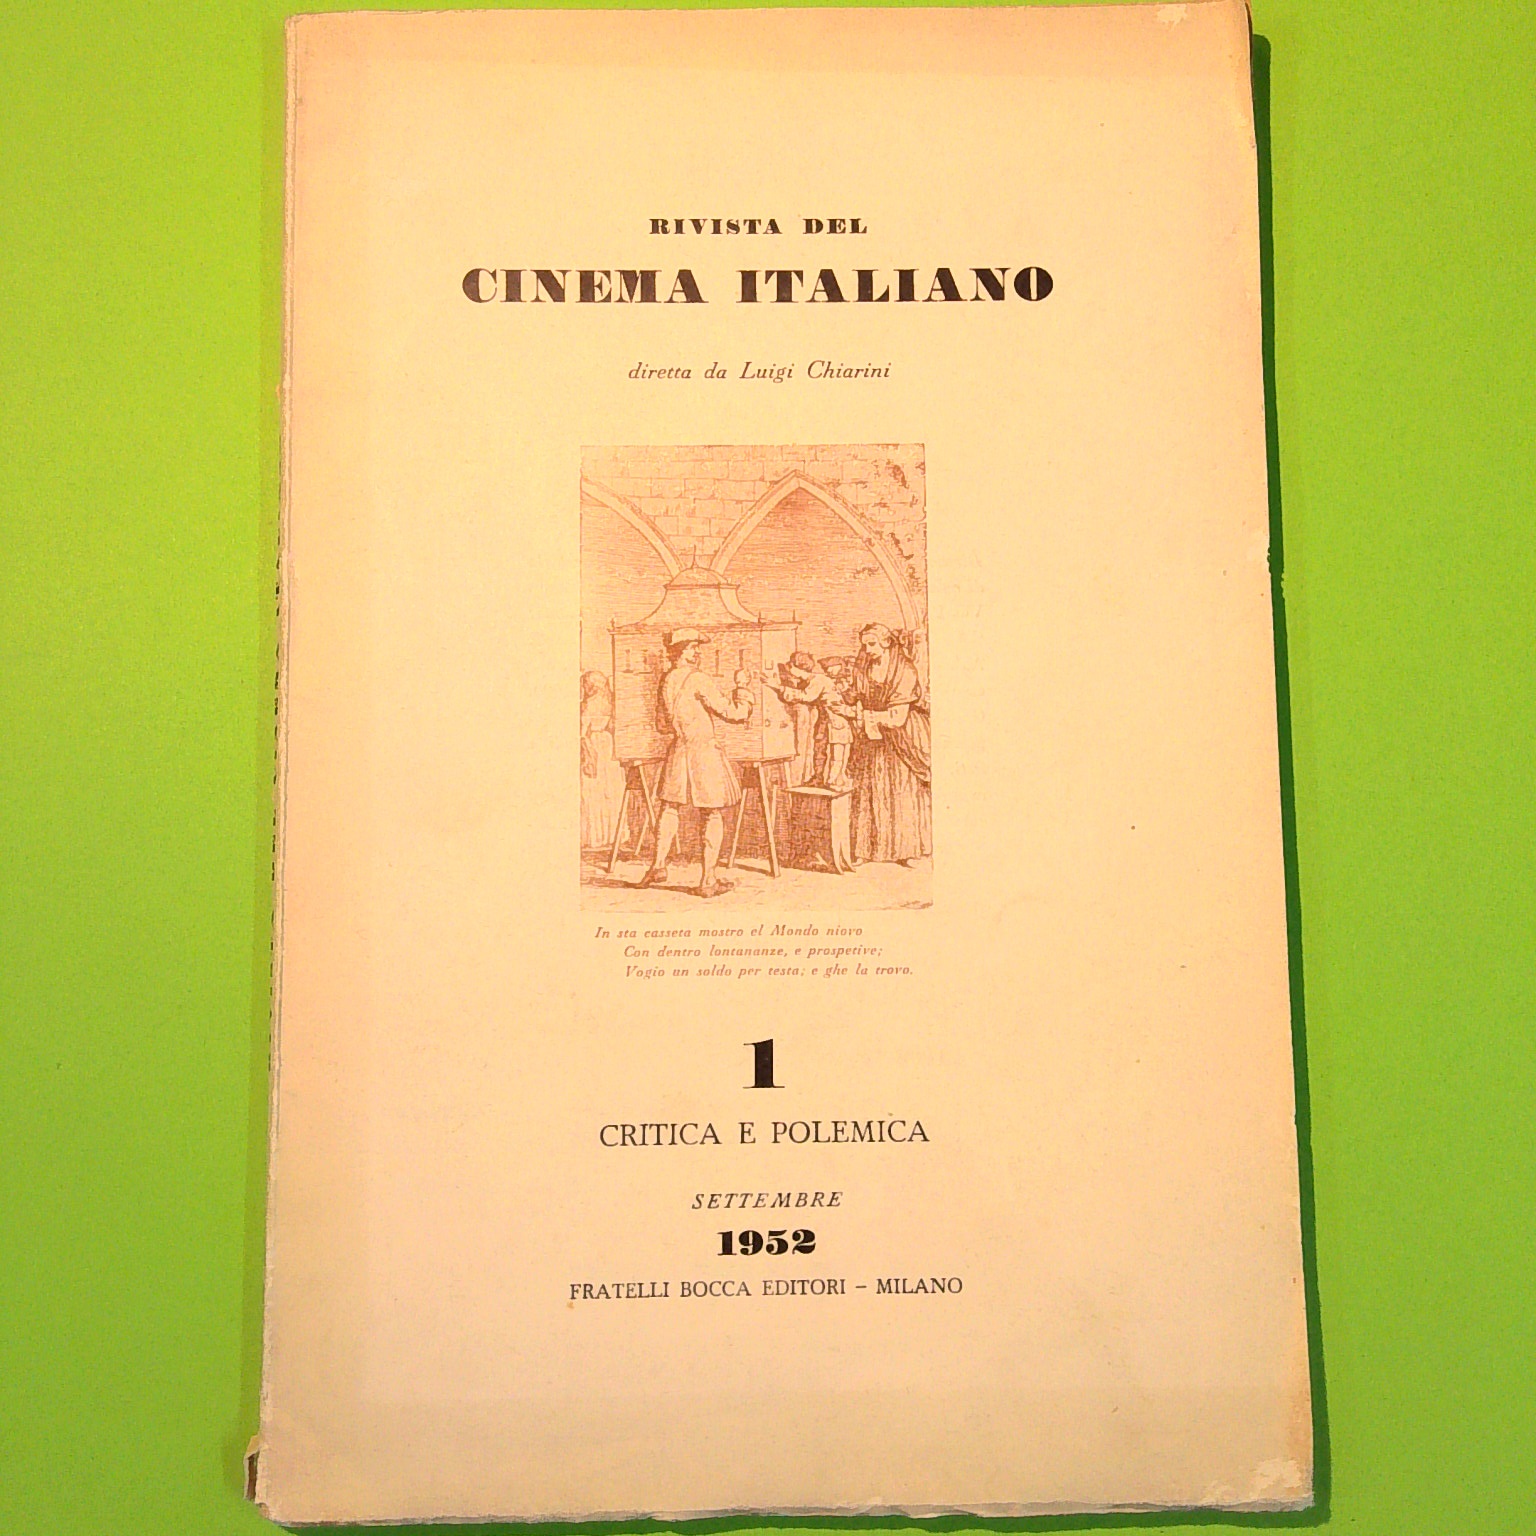 RIVISTA DEL
CINEMA ITALIANO
diretta da Luigi Chiarini
In sta casseta mostro el Mondo niovo
Con dentro lontananze, e prospetive;
Vogio un soldo per testa; e ghe la trovo.
1
CRITICA E POLEMICA
SETTEMBRE
1952
FRATELLI BOCCA EDITORI – MILANO